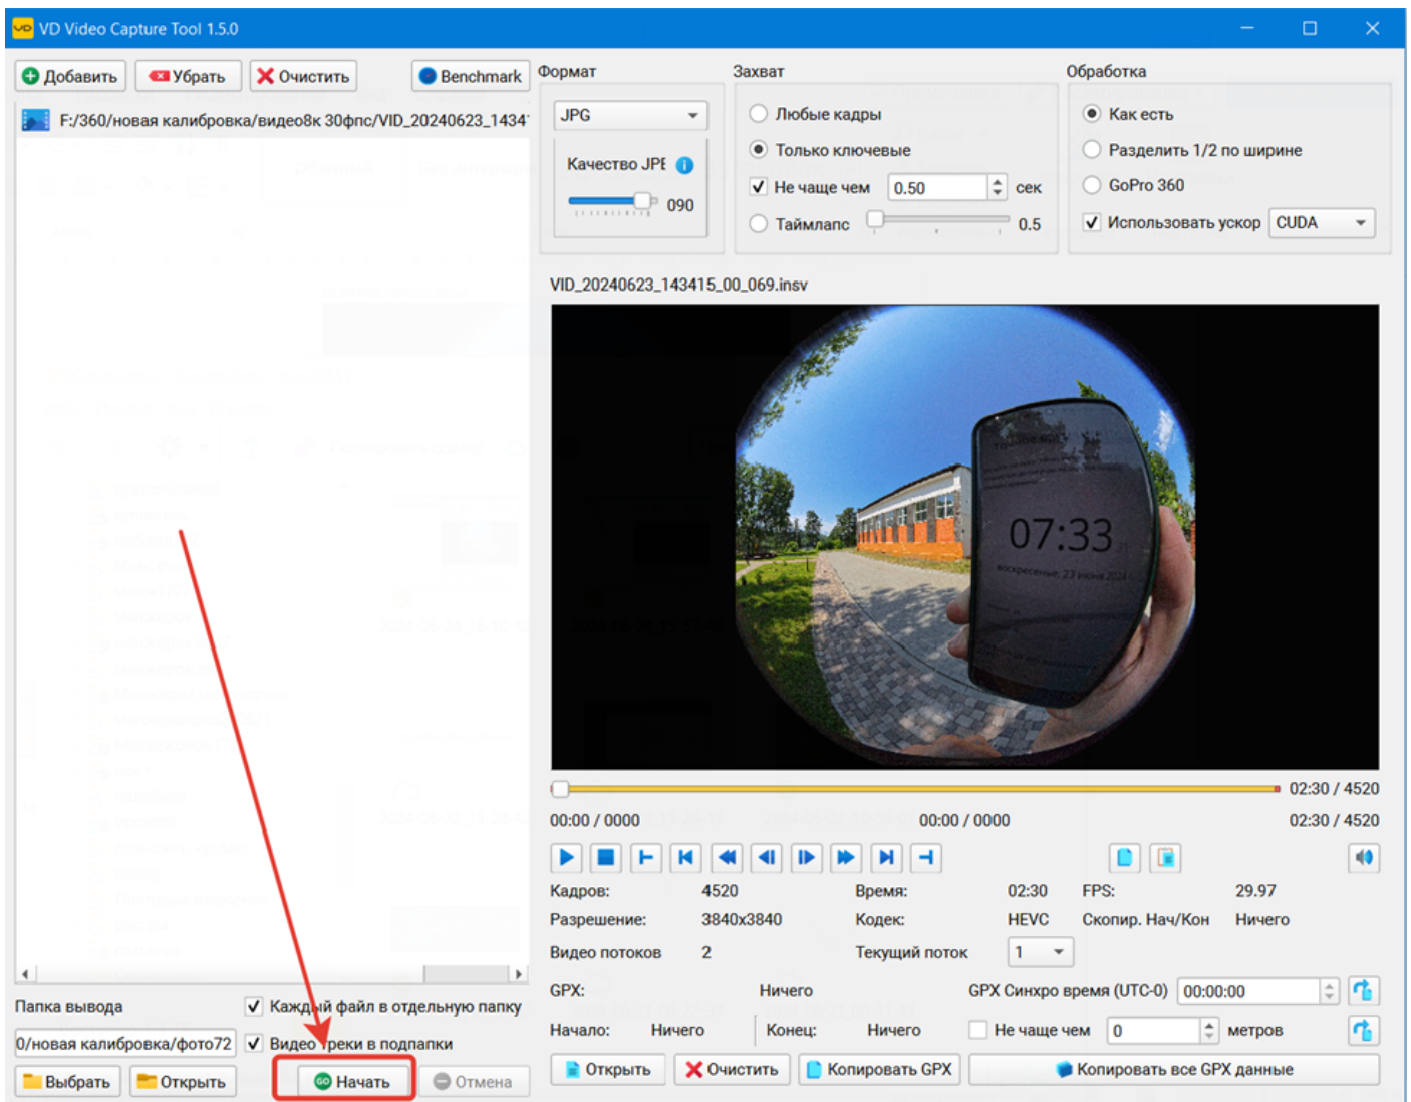 VD Video Capture Tool 1.5.0
Добавить Убрать Очистить Benchmark
F:/360/новая калибровка/видео8к 30фпс/VID_20240623_1434
Формат
JPG
Качество JPE
090
Захват
Любые кадры
Только ключевые
Не чаще чем 0.50 сек
Таймлапс 0.5
Обработка
Как есть
Разделить 1/2 по ширине
GoPro 360
Использовать ускор CUDA
VID_20240623_143415_00_069.insv
07:33
воскресенье, 23 июня 2024
02:30 / 4520
00:00 / 0000 00:00 / 0000 02:30 / 4520
Кадров: 4520 Время: 02:30 FPS: 29.97
Разрешение: 3840x3840 Кодек: HEVC Скопир. Нач/Кон Ничего
Видео потоков 2 Текущий поток 1
GPX: Ничего GPX Синхро время (UTC-0) 00:00:00
Начало: Ничего Конец: Ничего Не чаще чем 0 метров
Открыть Очистить Копировать GPX Копировать все GPX данные
Папка вывода Каждый файл в отдельную папку
0/новая калибровка/фото72 Видео треки в подпапки
Выбрать Открыть GO Начать Отмена